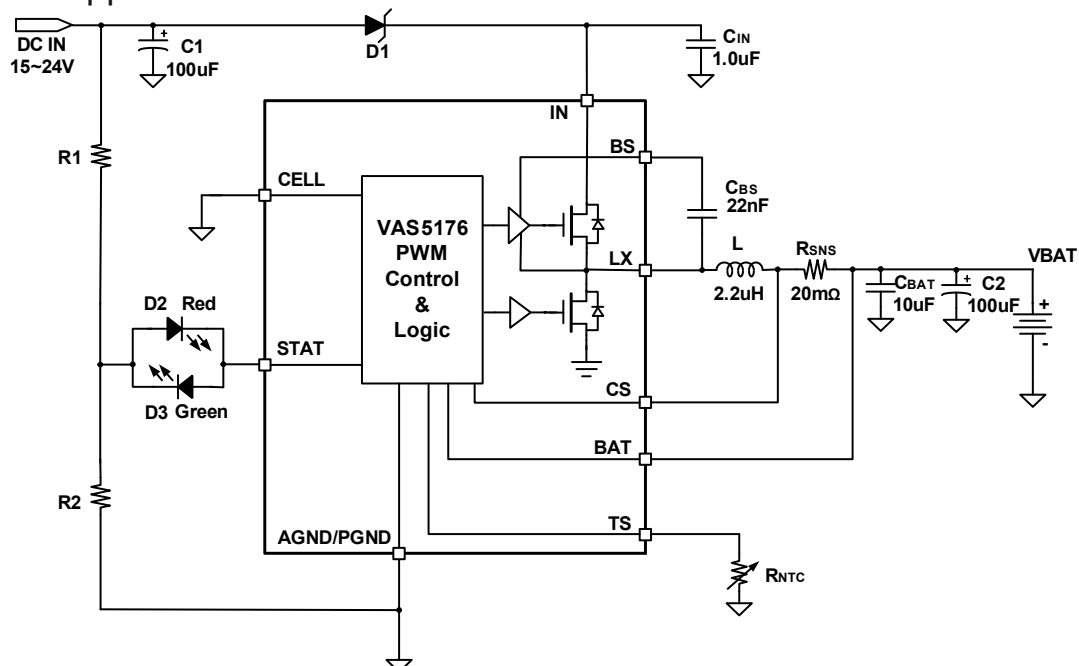 DC IN
15~24V
C1
100uF
D1
CIN
1.0uF
IN
BS
R1
CELL
CBS
22nF
VAS5176
PWM
Control
&
Logic
LX
L
2.2uH
RSNS
20mΩ
VBAT
CBAT
10uF
C2
100uF
+
-
D2 Red
STAT
D3 Green
CS
BAT
R2
TS
AGND/PGND
RNTC